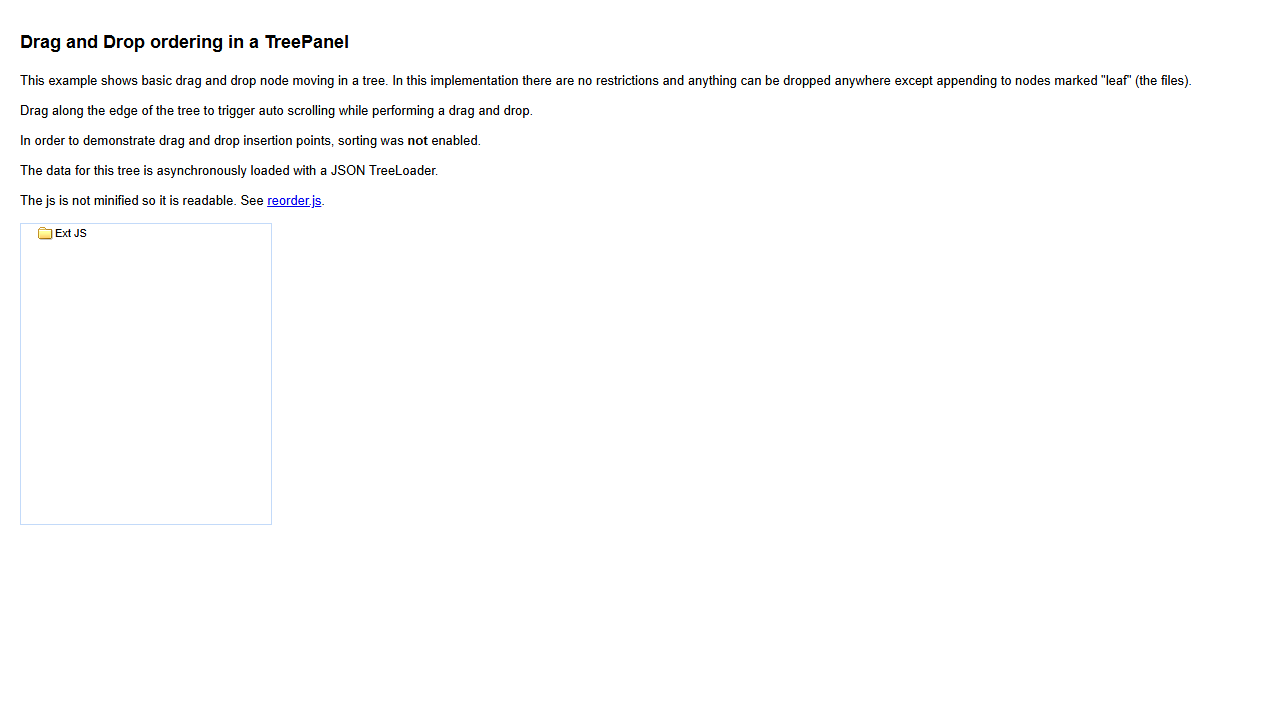 Drag and Drop ordering in a TreePanel
This example shows basic drag and drop node moving in a tree. In this implementation there are no restrictions and anything can be dropped anywhere except appending to nodes marked "leaf" (the files).
Drag along the edge of the tree to trigger auto scrolling while performing a drag and drop.
In order to demonstrate drag and drop insertion points, sorting was not enabled.
The data for this tree is asynchronously loaded with a JSON TreeLoader.
The js is not minified so it is readable. See reorder.js.
Ext JS